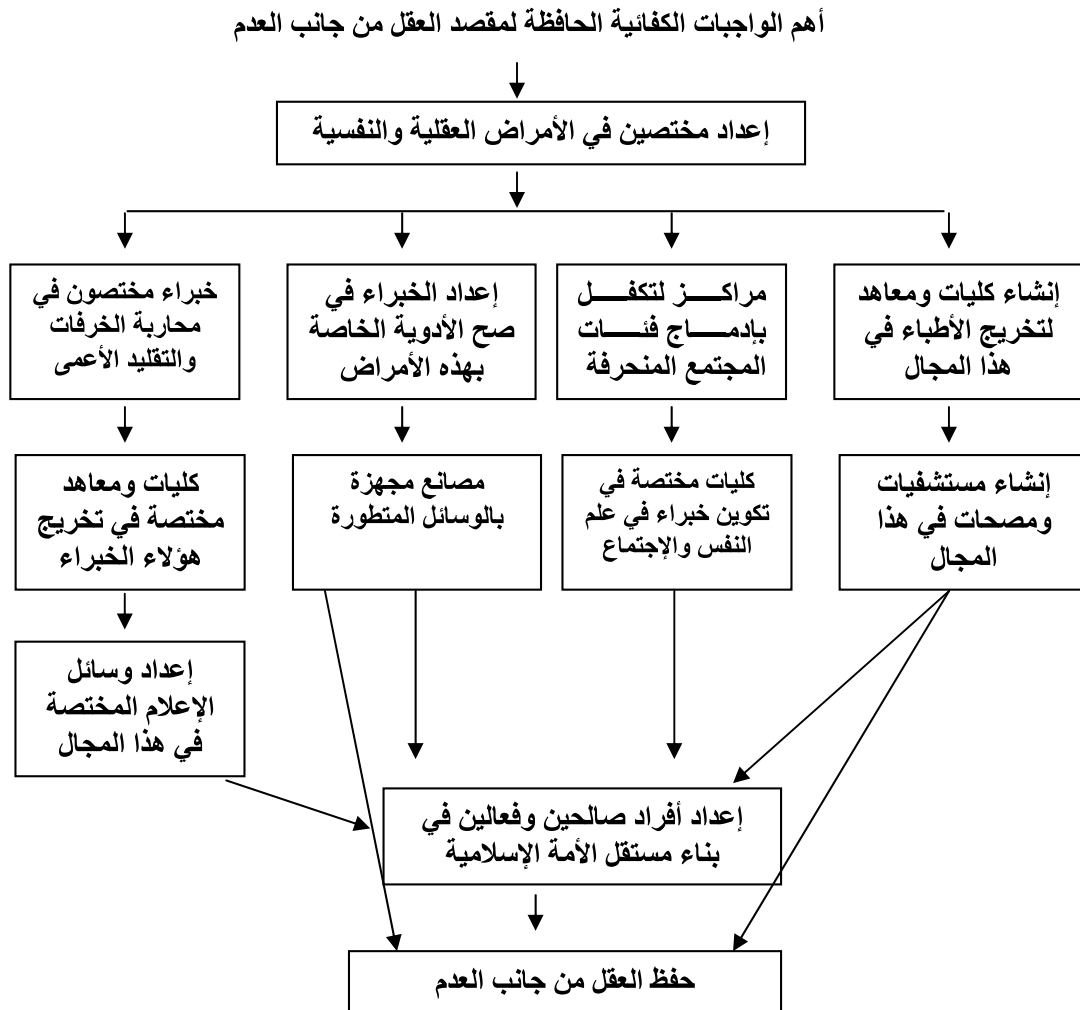 أهم الواجبات الكفائية الحافظة لمقصد العقل من جانب العدم
إعداد مختصين في الأمراض العقلية والنفسية
إنشاء كليات ومعاهد
لتخريج الأطباء في
هذا المجال
مراكـــــز لتكفـــل
بإدمـــــاج فئـــــات
المجتمع المنحرفة
إعداد الخبراء في
صح الأدوية الخاصة
بهذه الأمراض
خبراء مختصون في
محاربة الخرفات
والتقليد الأعمى
إنشاء مستشفيات
ومصحات في هذا
المجال
كليات مختصة في
تكوين خبراء في علم
النفس والإجتماع
مصانع مجهزة
بالوسائل المتطورة
كليات ومعاهد
مختصة في تخريج
هؤلاء الخبراء
إعداد وسائل
الإعلام المختصة
في هذا المجال
إعداد أفراد صالحين وفعالين في
بناء مستقل الأمة الإسلامية
حفظ العقل من جانب العدم